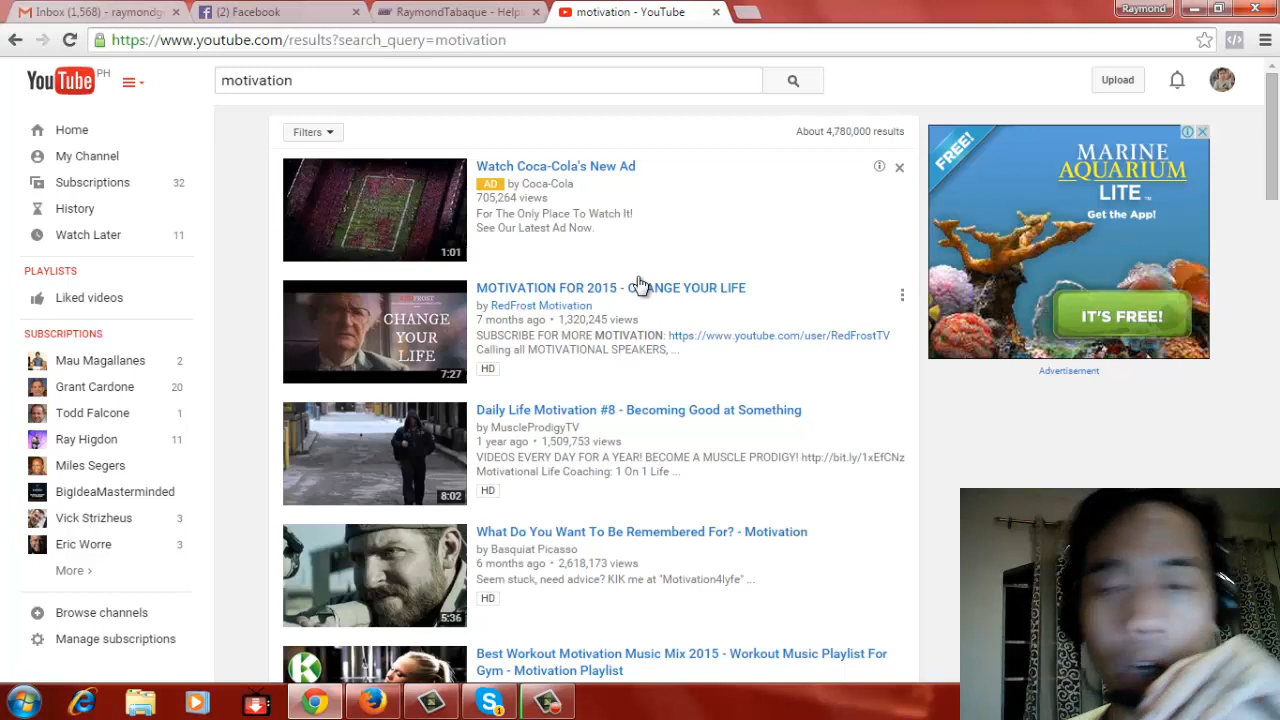 Inbox (1,568) - raymondg
(2) Facebook
RaymondTabaque - Help
motivation - YouTube
Raymond
https://www.youtube.com/results?search_query=motivation
YouTube PH
motivation
Upload
Home
My Channel
Subscriptions 32
History
Watch Later 11
PLAYLISTS
Liked videos
SUBSCRIPTIONS
Mau Magallanes 2
Grant Cardone 20
Todd Falcone 1
Ray Higdon 11
Miles Segers
BigIdeaMasterminded
Vick Strizheus 3
Eric Worre 3
More ›
Browse channels
Manage subscriptions
Filters
About 4,780,000 results
Watch Coca-Cola's New Ad
AD by Coca-Cola
705,264 views
For The Only Place To Watch It!
See Our Latest Ad Now.
1:01
MOTIVATION FOR 2015 - CHANGE YOUR LIFE
by RedFrost Motivation
7 months ago • 1,320,245 views
SUBSCRIBE FOR MORE MOTIVATION: https://www.youtube.com/user/RedFrostTV
Calling all MOTIVATIONAL SPEAKERS, ...
HD
REDFROST
CHANGE
YOUR
LIFE
7:27
Daily Life Motivation #8 - Becoming Good at Something
by MuscleProdigyTV
1 year ago • 1,509,753 views
VIDEOS EVERY DAY FOR A YEAR! BECOME A MUSCLE PRODIGY! http://bit.ly/1xEfCNz
Motivational Life Coaching: 1 On 1 Life ...
HD
8:02
What Do You Want To Be Remembered For? - Motivation
by Basquiat Picasso
6 months ago • 2,618,173 views
Seem stuck, need advice? KIK me at "Motivation4lyfe" ...
HD
5:36
Best Workout Motivation Music Mix 2015 - Workout Music Playlist For
Gym - Motivation Playlist
FREE!
MARINE
AQUARIUM
LITE
Get the App!
IT'S FREE!
Advertisement